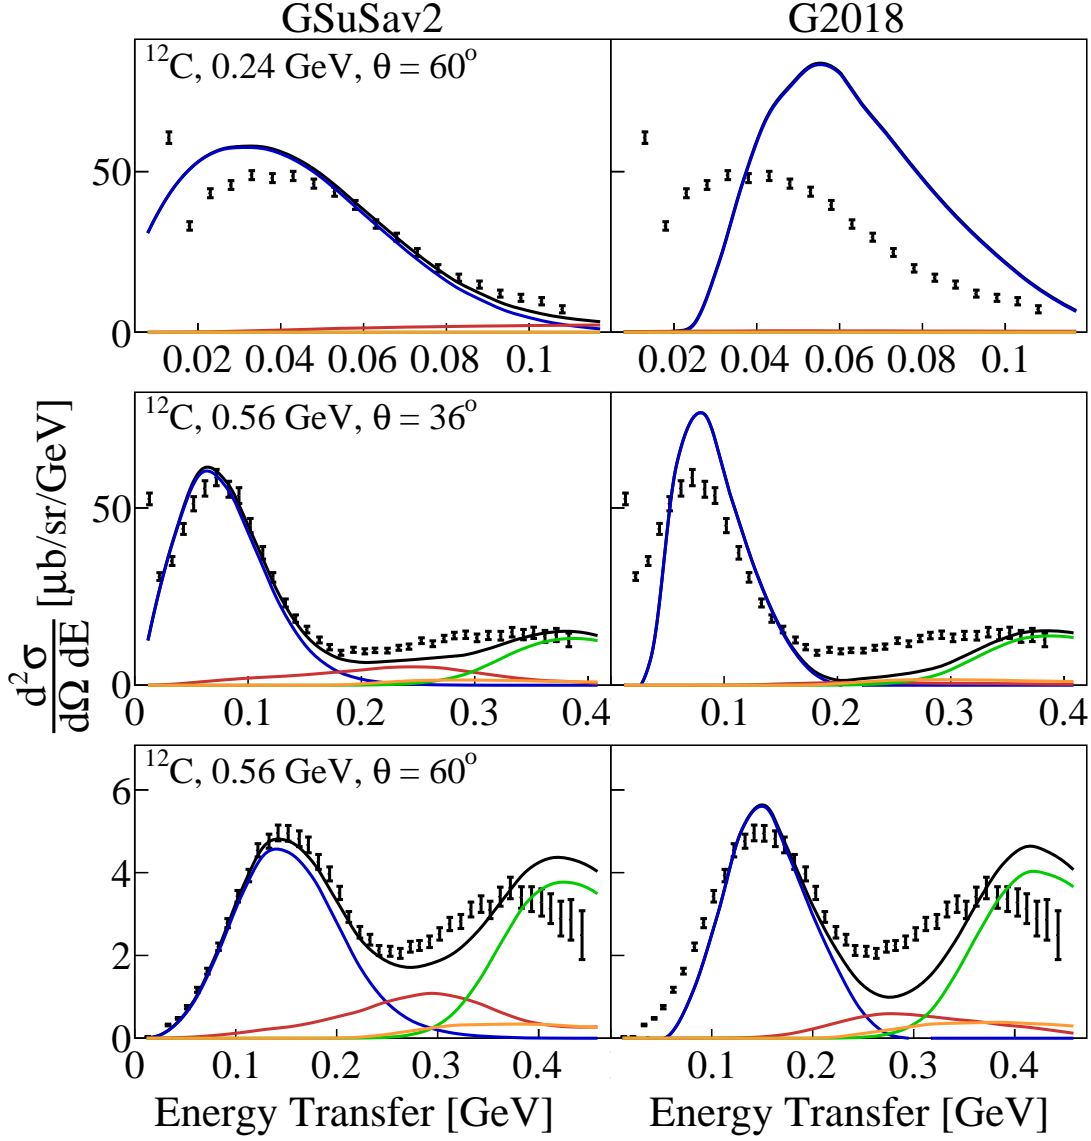 GSuSav2 G2018
¹²C, 0.24 GeV, θ = 60°
50
0
0.02 0.04 0.06 0.08 0.1 0.02 0.04 0.06 0.08 0.1
¹²C, 0.56 GeV, θ = 36°
50
0
0 0.1 0.2 0.3 0.4 0.1 0.2 0.3 0.4
¹²C, 0.56 GeV, θ = 60°
6
4
2
0
0 0.1 0.2 0.3 0.4 0.1 0.2 0.3 0.4
Energy Transfer [GeV] Energy Transfer [GeV]
d²σ
dΩ dE [μb/sr/GeV]